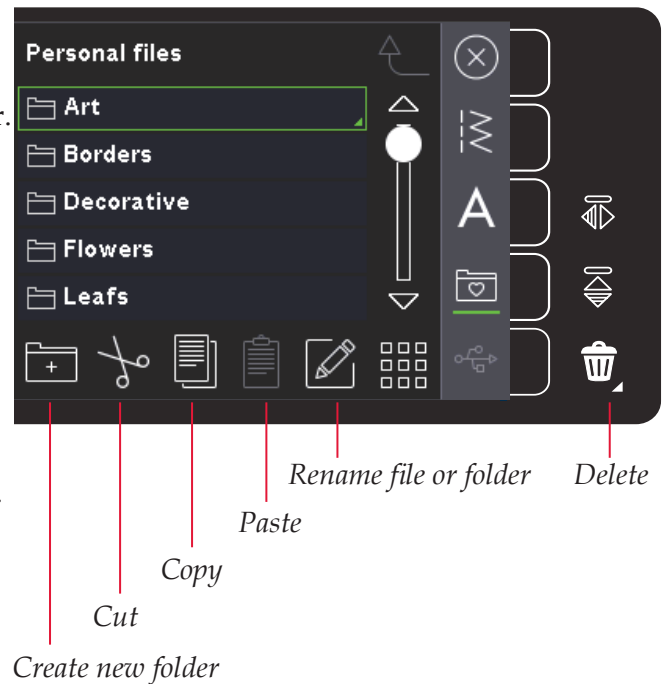 Personal files
r.
Art
Borders
Decorative
Flowers
Leafs
A
Rename file or folder
Delete
Paste
Copy
Cut
Create new folder